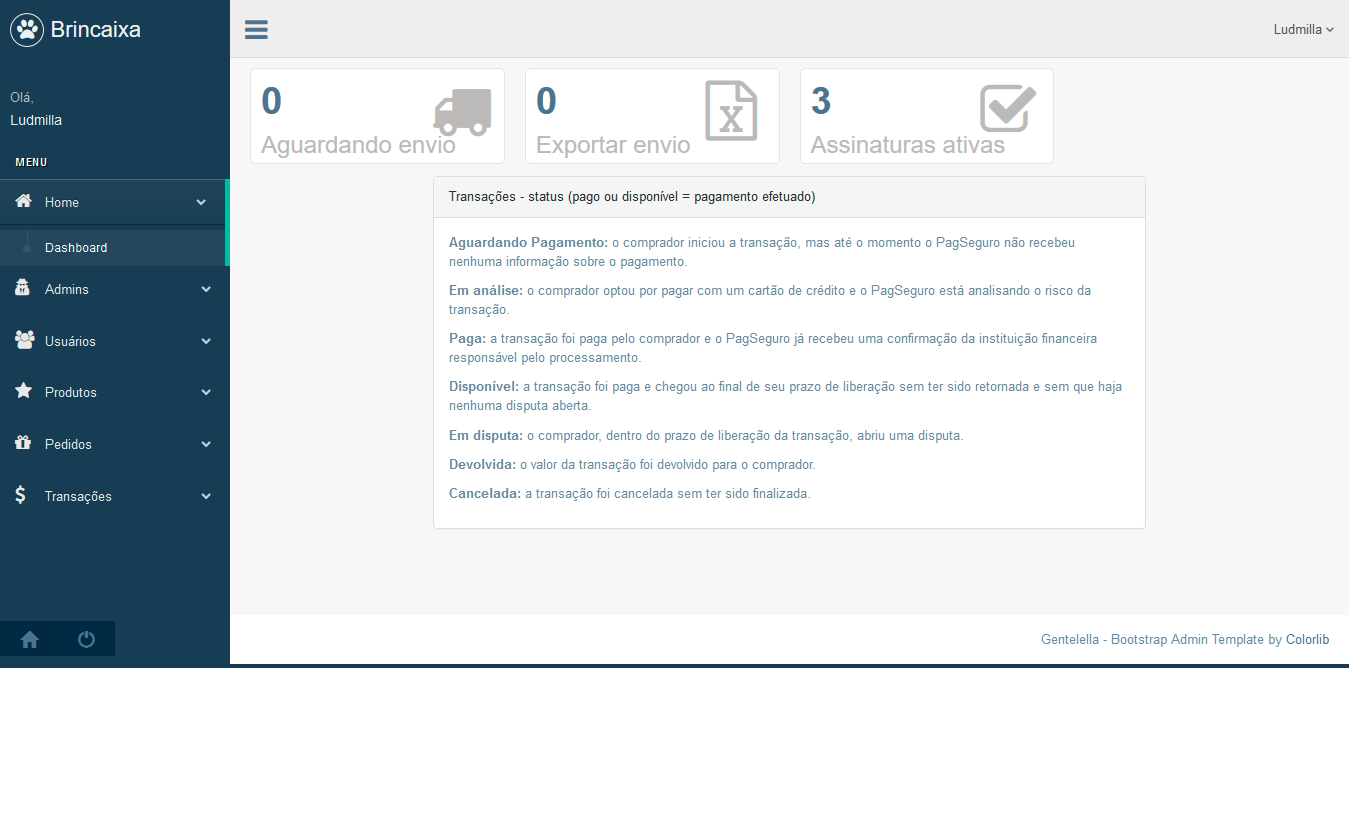 Brincaixa
Ludmilla
Olá,
Ludmilla
MENU
Home
Dashboard
Admins
Usuários
Produtos
Pedidos
Transações
0
Aguardando envio
0
Exportar envio
X
3
Assinaturas ativas
Transações - status (pago ou disponível = pagamento efetuado)
Aguardando Pagamento: o comprador iniciou a transação, mas até o momento o PagSeguro não recebeu
nenhuma informação sobre o pagamento.
Em análise: o comprador optou por pagar com um cartão de crédito e o PagSeguro está analisando o risco da
transação.
Paga: a transação foi paga pelo comprador e o PagSeguro já recebeu uma confirmação da instituição financeira
responsável pelo processamento.
Disponível: a transação foi paga e chegou ao final de seu prazo de liberação sem ter sido retornada e sem que haja
nenhuma disputa aberta.
Em disputa: o comprador, dentro do prazo de liberação da transação, abriu uma disputa.
Devolvida: o valor da transação foi devolvido para o comprador.
Cancelada: a transação foi cancelada sem ter sido finalizada.
Gentelella - Bootstrap Admin Template by Colorlib